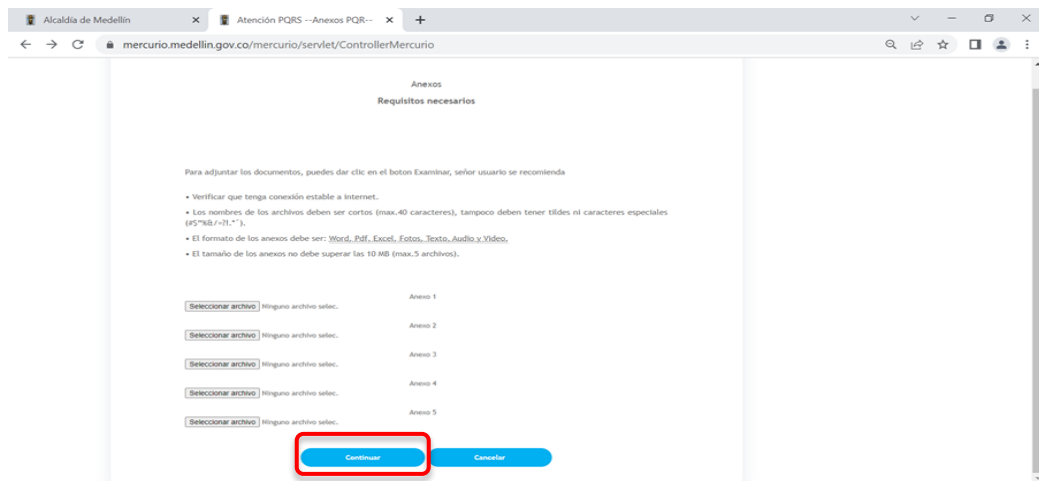 Alcaldía de Medellín
Atención PQRS --Anexos PQR--
mercurio.medellin.gov.co/mercurio/servlet/ControllerMercurio
Anexos
Requisitos necesarios
Para adjuntar los documentos, puedes dar clic en el boton Examinar, señor usuario se recomienda
• Verificar que tenga conexión estable a internet.
• Los nombres de los archivos deben ser cortos (max.40 caracteres), tampoco deben tener tildes ni caracteres especiales
(#$"%&/=?!.*¨).
• El formato de los anexos debe ser: Word, Pdf, Excel, Fotos, Texto, Audio y Video.
• El tamaño de los anexos no debe superar las 10 MB (max.5 archivos).
Anexo 1
Seleccionar archivo Ninguno archivo selec.
Anexo 2
Seleccionar archivo Ninguno archivo selec.
Anexo 3
Seleccionar archivo Ninguno archivo selec.
Anexo 4
Seleccionar archivo Ninguno archivo selec.
Anexo 5
Seleccionar archivo Ninguno archivo selec.
Continuar Cancelar